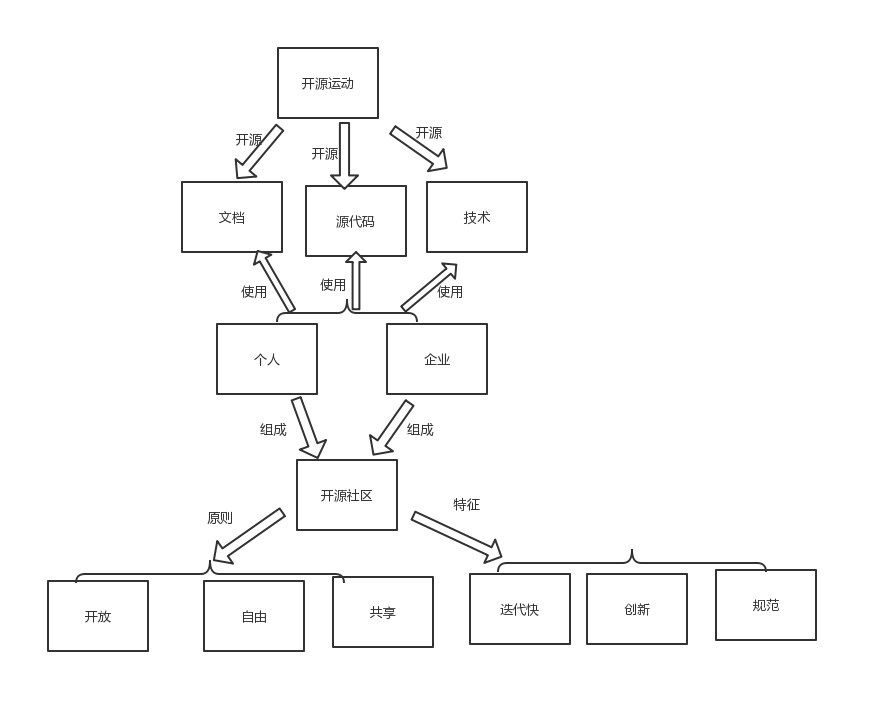 开源运动
开源
开源
开源
文档
源代码
技术
使用
使用
使用
个人
企业
组成
组成
开源社区
原则
特征
开放
自由
共享
迭代快
创新
规范